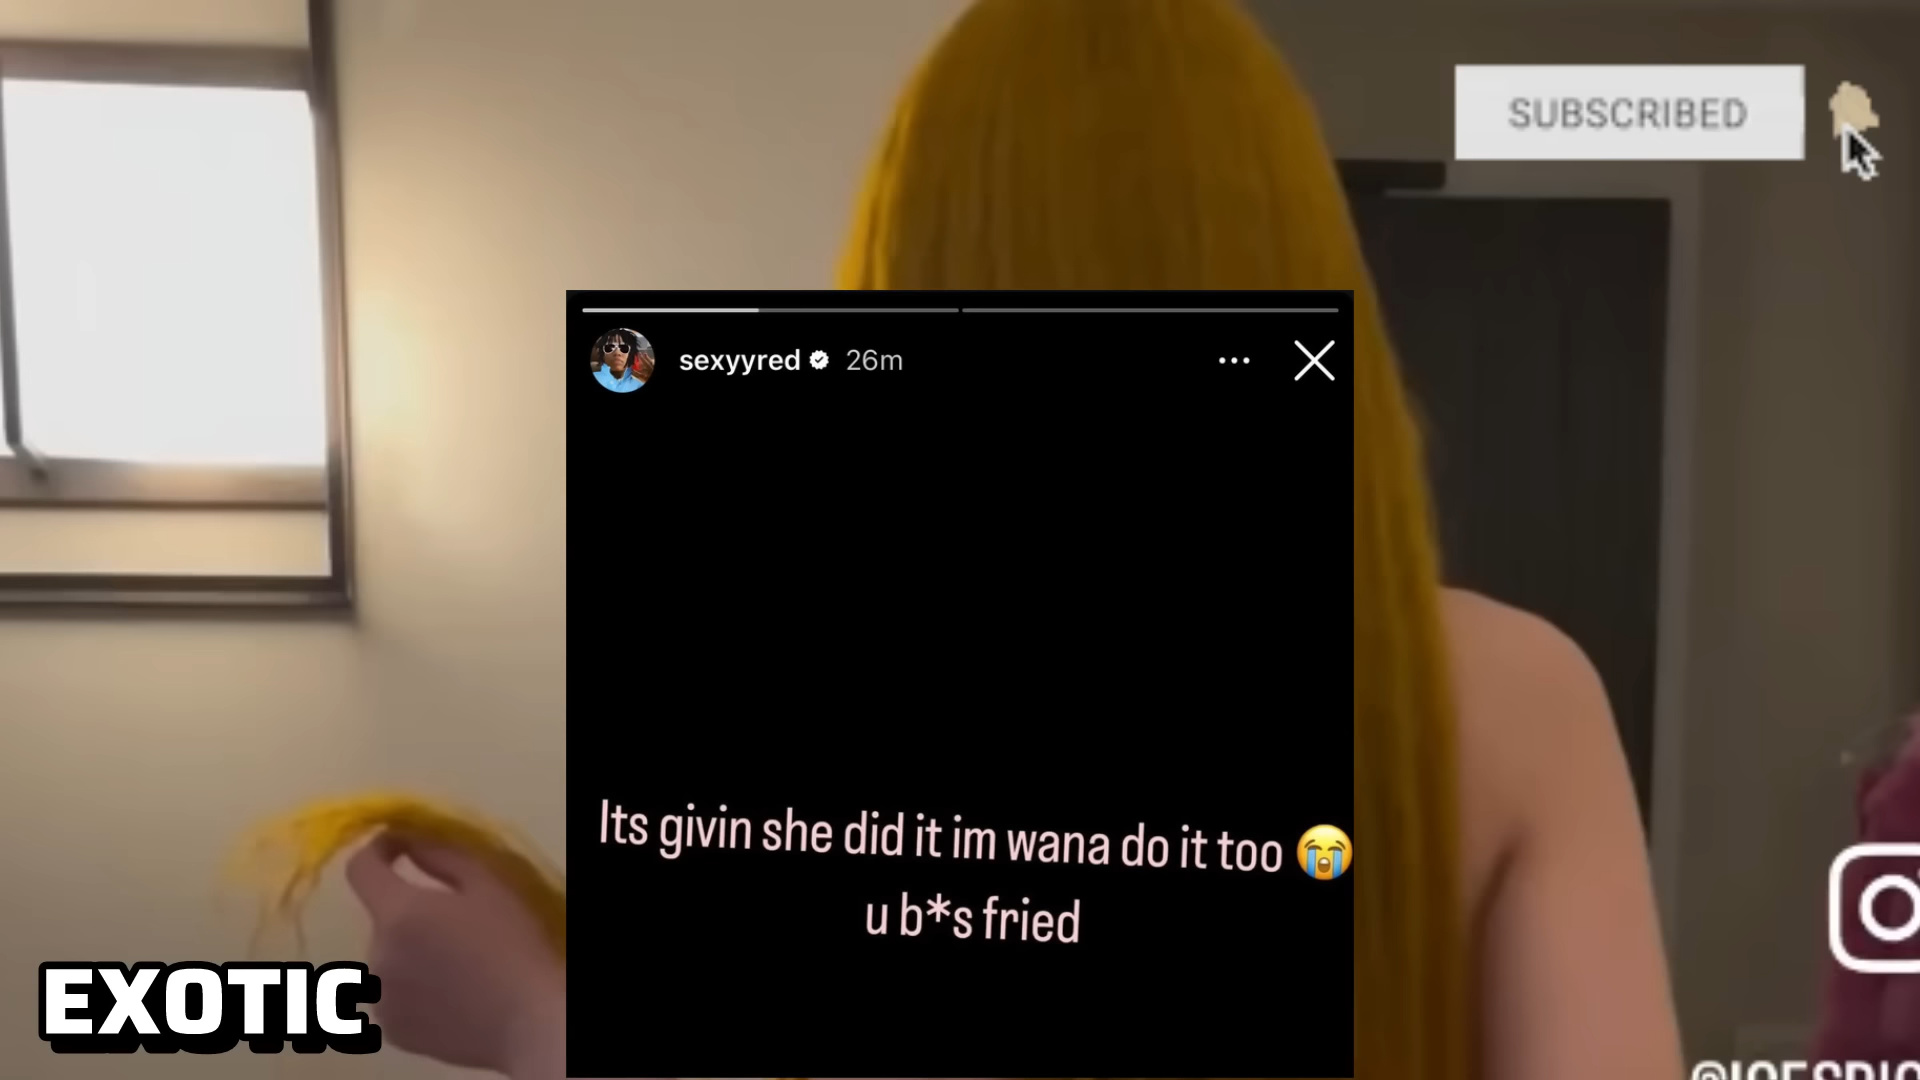 SUBSCRIBED
sexyyred 26m
Its givin she did it im wana do it too 😭
u b*s fried
EXOTIC